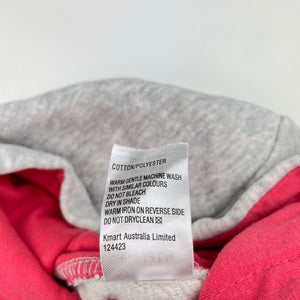 COTTON/POLYESTER
WARM GENTLE MACHINE WASH
WITH SIMILAR COLOURS
DO NOT BLEACH
DRY IN SHADE
WARM IRON ON REVERSE SIDE
DO NOT DRYCLEAN
Kmart Australia Limited
124423